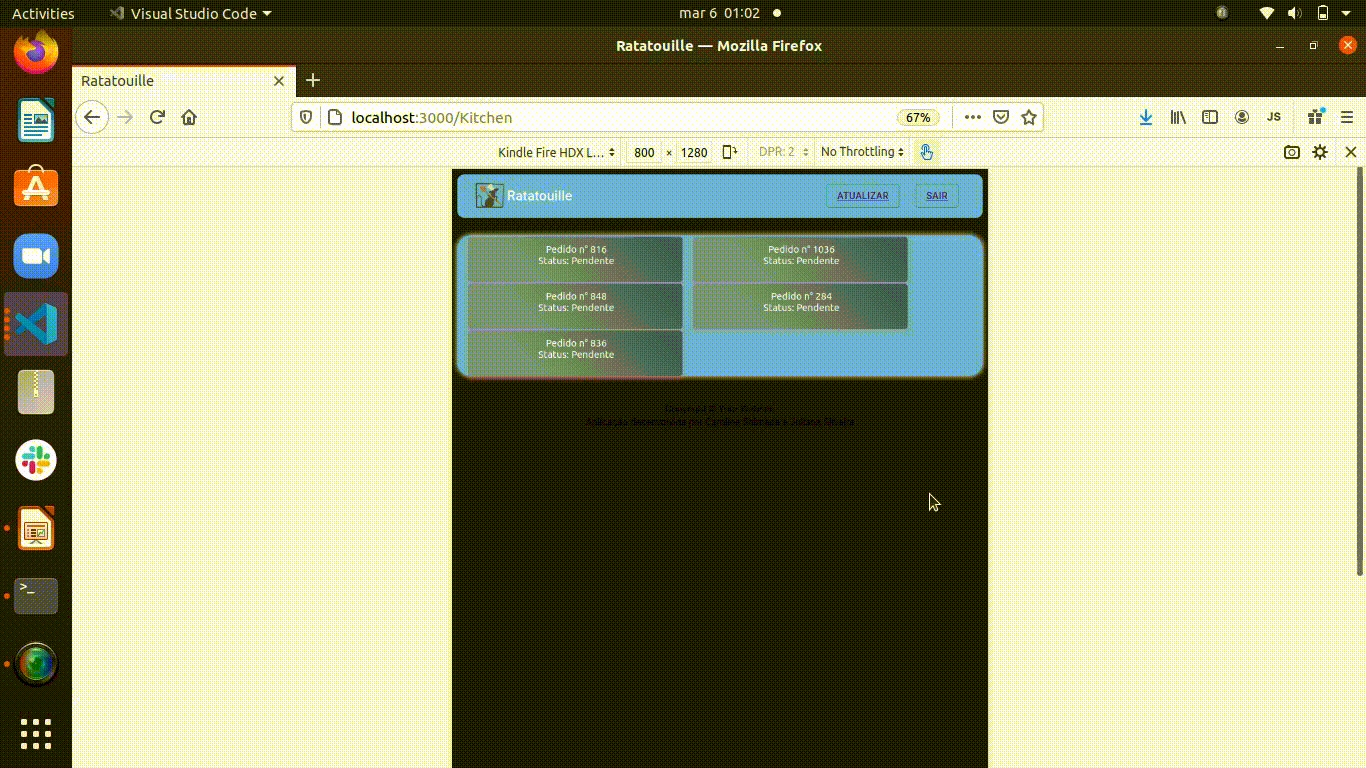 Activities
Visual Studio Code
mar 6 01:02
Ratatouille — Mozilla Firefox
Ratatouille
localhost:3000/Kitchen
67%
JS
Kindle Fire HDX L...
800 × 1280
DPR: 2
No Throttling
Ratatouille
ATUALIZAR
SAIR
Pedido n° 816
Status: Pendente
Pedido n° 1036
Status: Pendente
Pedido n° 848
Status: Pendente
Pedido n° 284
Status: Pendente
Pedido n° 836
Status: Pendente